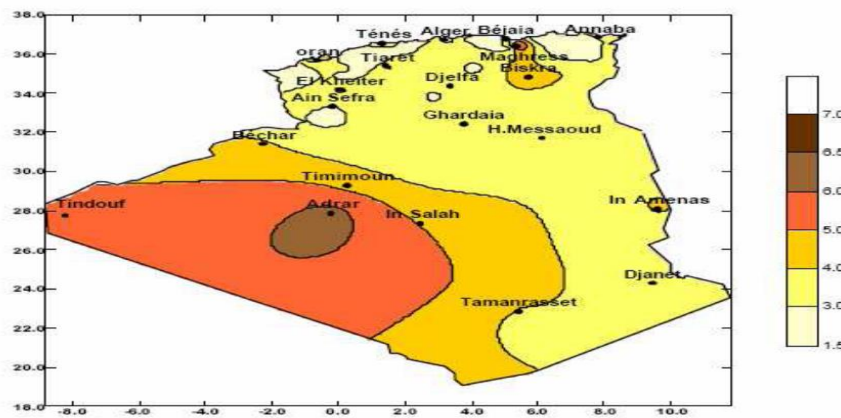 38.0
36.0
34.0
32.0
30.0
28.0
26.0
24.0
22.0
20.0
18.0
-8.0 -6.0 -4.0 -2.0 0.0 2.0 4.0 6.0 8.0 10.0
Ténés Alger Béjaia Annaba
oran Tiaret Maghress
El Kheiter Djelfa Biskra
Ain Sefra
Ghardaia
Béchar H.Messaoud
Timimoun
Tindouf Adrar In Salah In Amenas
Djanet
Tamanrasset
7.0
6.5
6.0
5.0
4.0
3.0
1.5